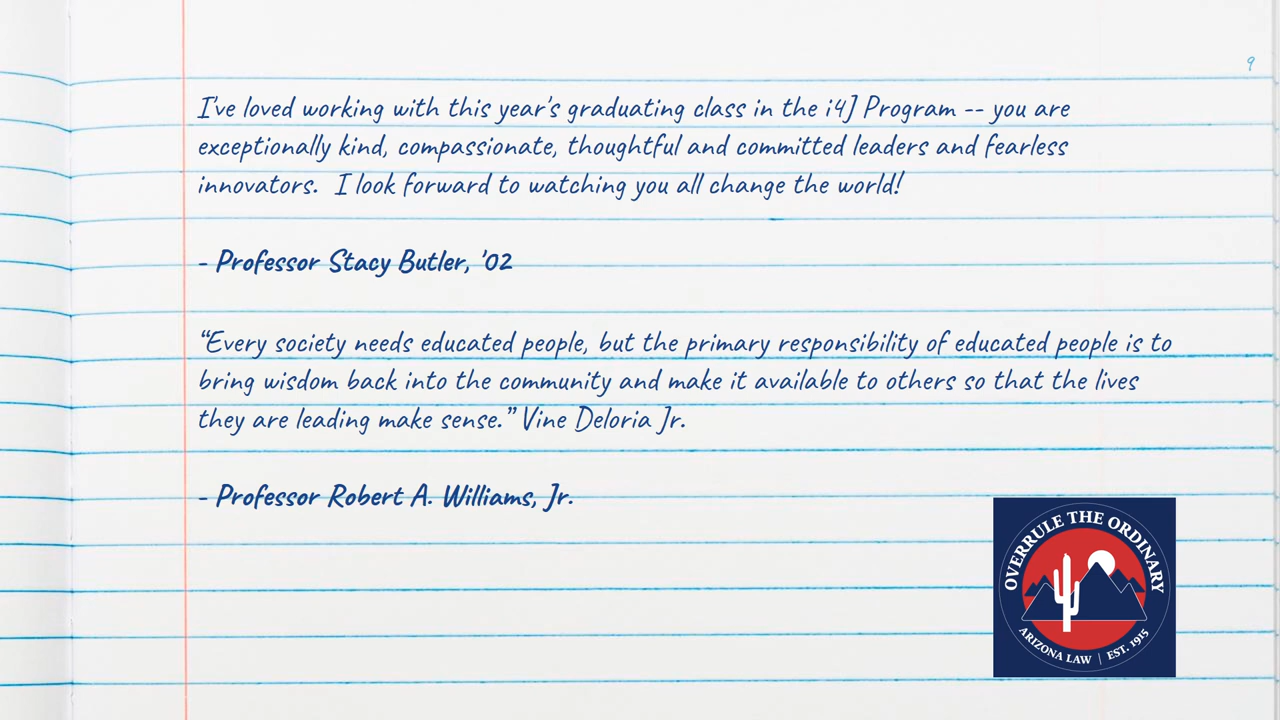 9
I've loved working with this year's graduating class in the i4J Program -- you are
exceptionally kind, compassionate, thoughtful and committed leaders and fearless
innovators.  I look forward to watching you all change the world!
- Professor Stacy Butler, '02
“Every society needs educated people, but the primary responsibility of educated people is to
bring wisdom back into the community and make it available to others so that the lives
they are leading make sense.” Vine Deloria Jr.
- Professor Robert A. Williams, Jr.
OVERRULE THE ORDINARY
ARIZONA LAW | EST. 1915